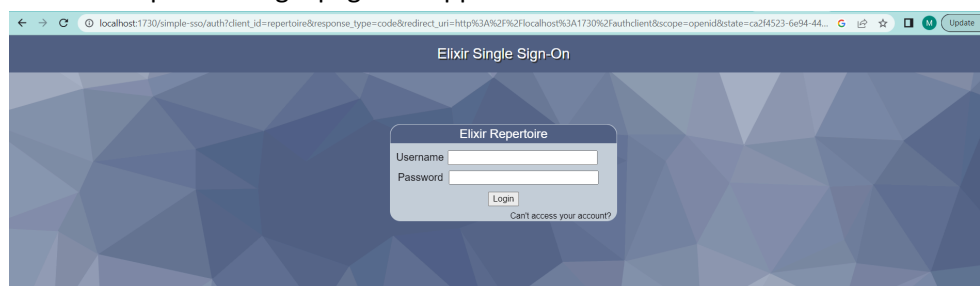 localhost:1730/simple-sso/auth?client_id=repertoire&response_type=code&redirect_uri=http%3A%2F%2Flocalhost%3A1730%2Fauthclient&scope=openid&state=ca2f4523-6e94-44... M Update
Elixir Single Sign-On
Elixir Repertoire
Username
Password
Login
Can't access your account?